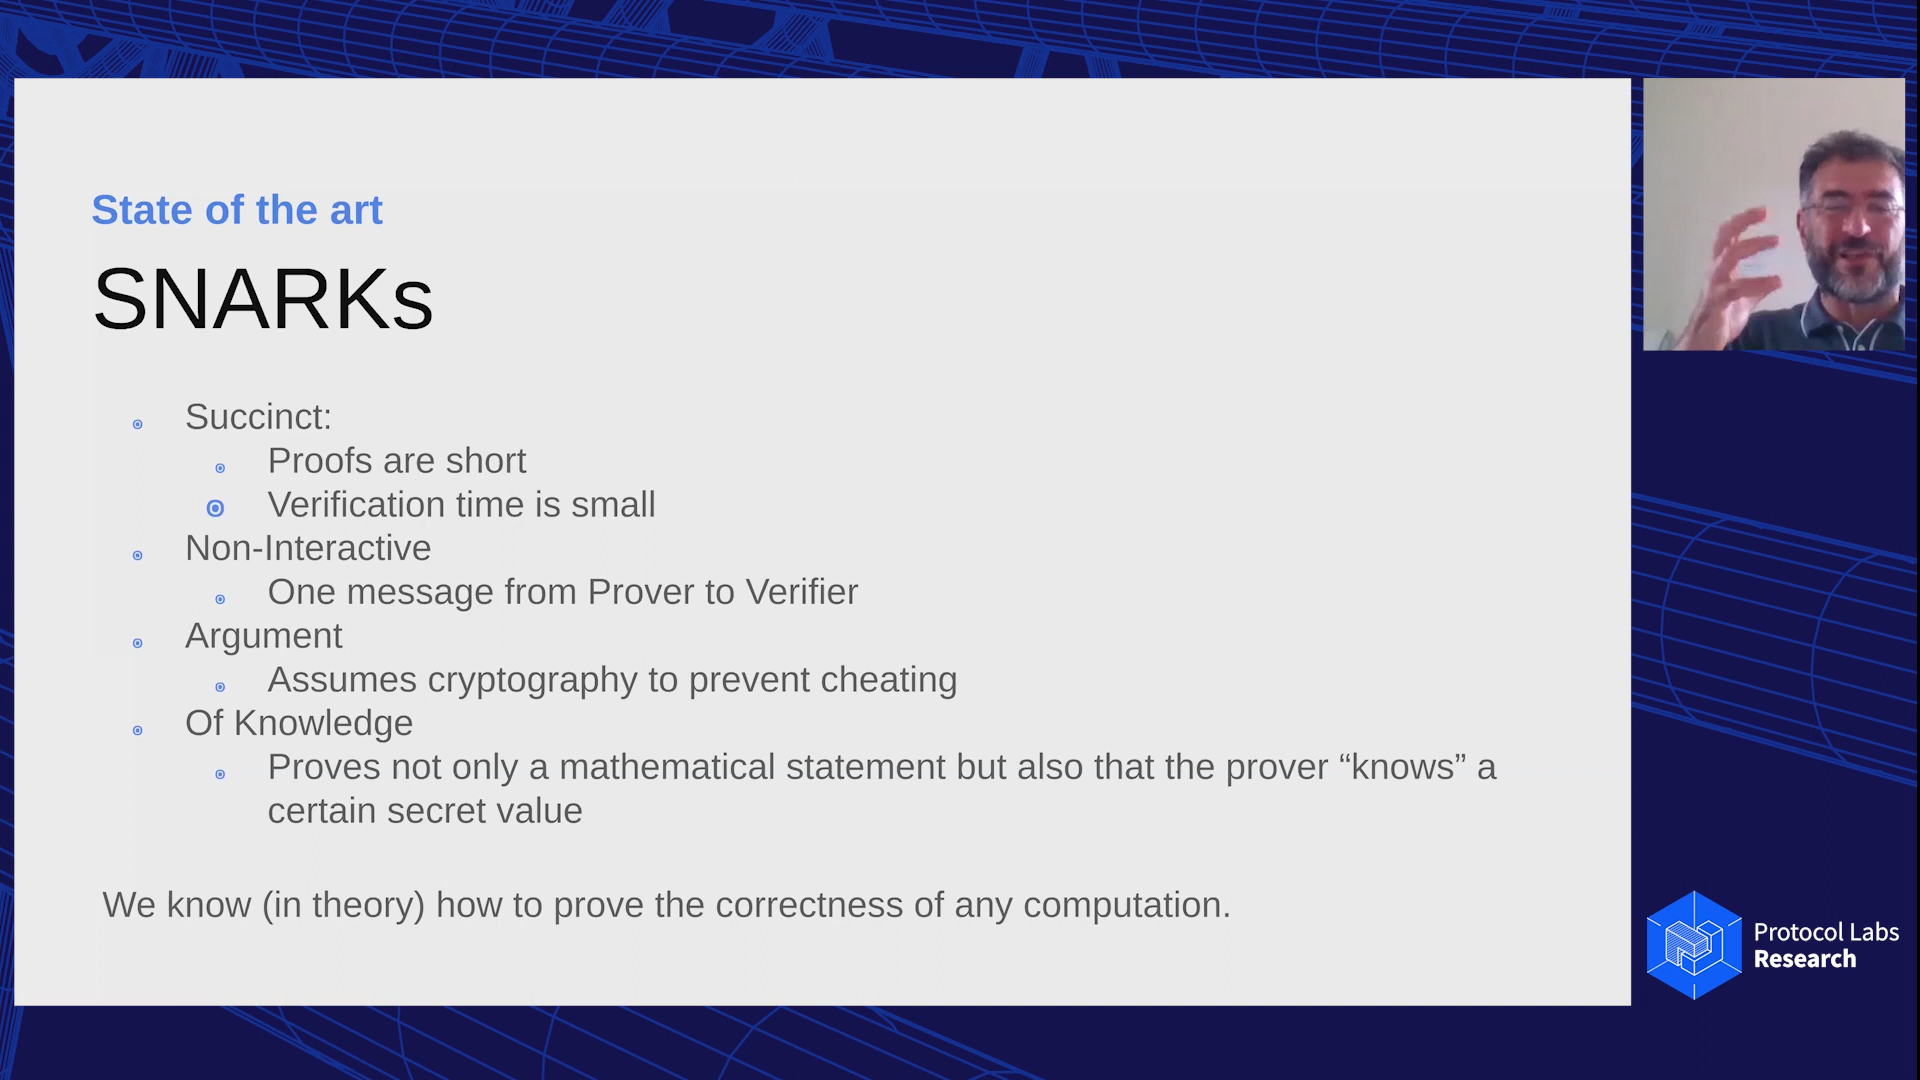 State of the art
SNARKs
Succinct:
Proofs are short
Verification time is small
Non-Interactive
One message from Prover to Verifier
Argument
Assumes cryptography to prevent cheating
Of Knowledge
Proves not only a mathematical statement but also that the prover “knows” a
certain secret value
We know (in theory) how to prove the correctness of any computation.
Protocol Labs
Research